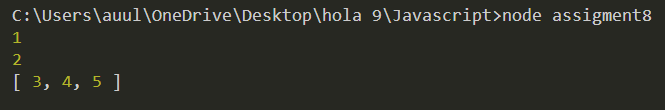 C:\Users\auul\OneDrive\Desktop\hola 9\Javascript>node assigment8
1
2
[ 3, 4, 5 ]